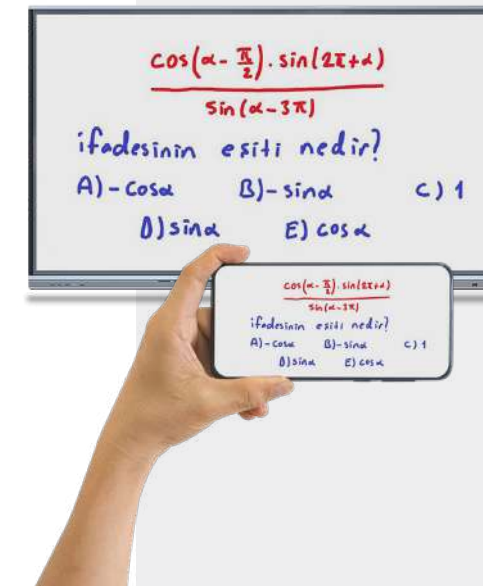 cos(α - π/2) . sin(2π+α)
sin(α-3π)
ifadesinin eşiti nedir?
A) -cosα B) -sinα C) 1
D) sinα E) cosα
cos(α - π/2) . sin(2π+α)
sin(α-3π)
ifadesinin eşiti nedir?
A) -cosα B) -sinα C) 1
D) sinα E) cosα